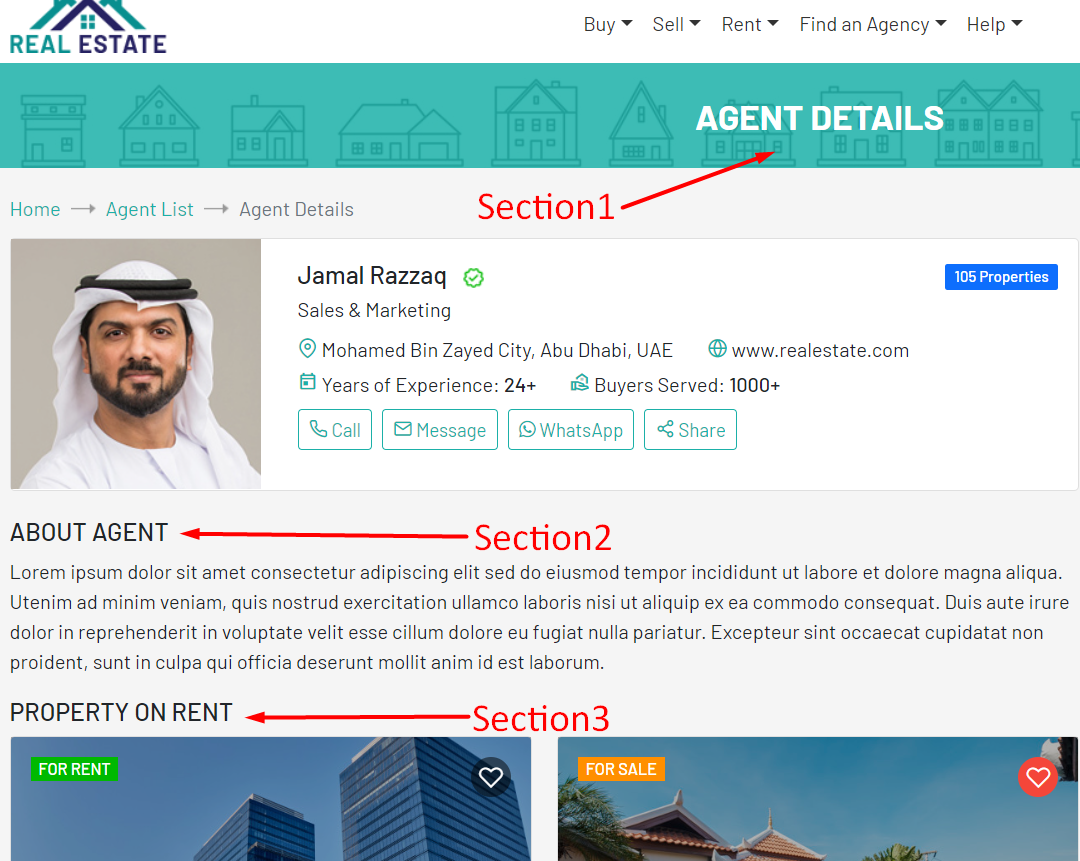 REAL ESTATE
Buy Sell Rent Find an Agency Help
AGENT DETAILS
Section1
Home Agent List Agent Details
Jamal Razzaq
105 Properties
Sales & Marketing
Mohamed Bin Zayed City, Abu Dhabi, UAE www.realestate.com
Years of Experience: 24+ Buyers Served: 1000+
Call Message WhatsApp Share
ABOUT AGENT
Section2
Lorem ipsum dolor sit amet consectetur adipiscing elit sed do eiusmod tempor incididunt ut labore et dolore magna aliqua.
Utenim ad minim veniam, quis nostrud exercitation ullamco laboris nisi ut aliquip ex ea commodo consequat. Duis aute irure
dolor in reprehenderit in voluptate velit esse cillum dolore eu fugiat nulla pariatur. Excepteur sint occaecat cupidatat non
proident, sunt in culpa qui officia deserunt mollit anim id est laborum.
PROPERTY ON RENT
Section3
FOR RENT
FOR SALE